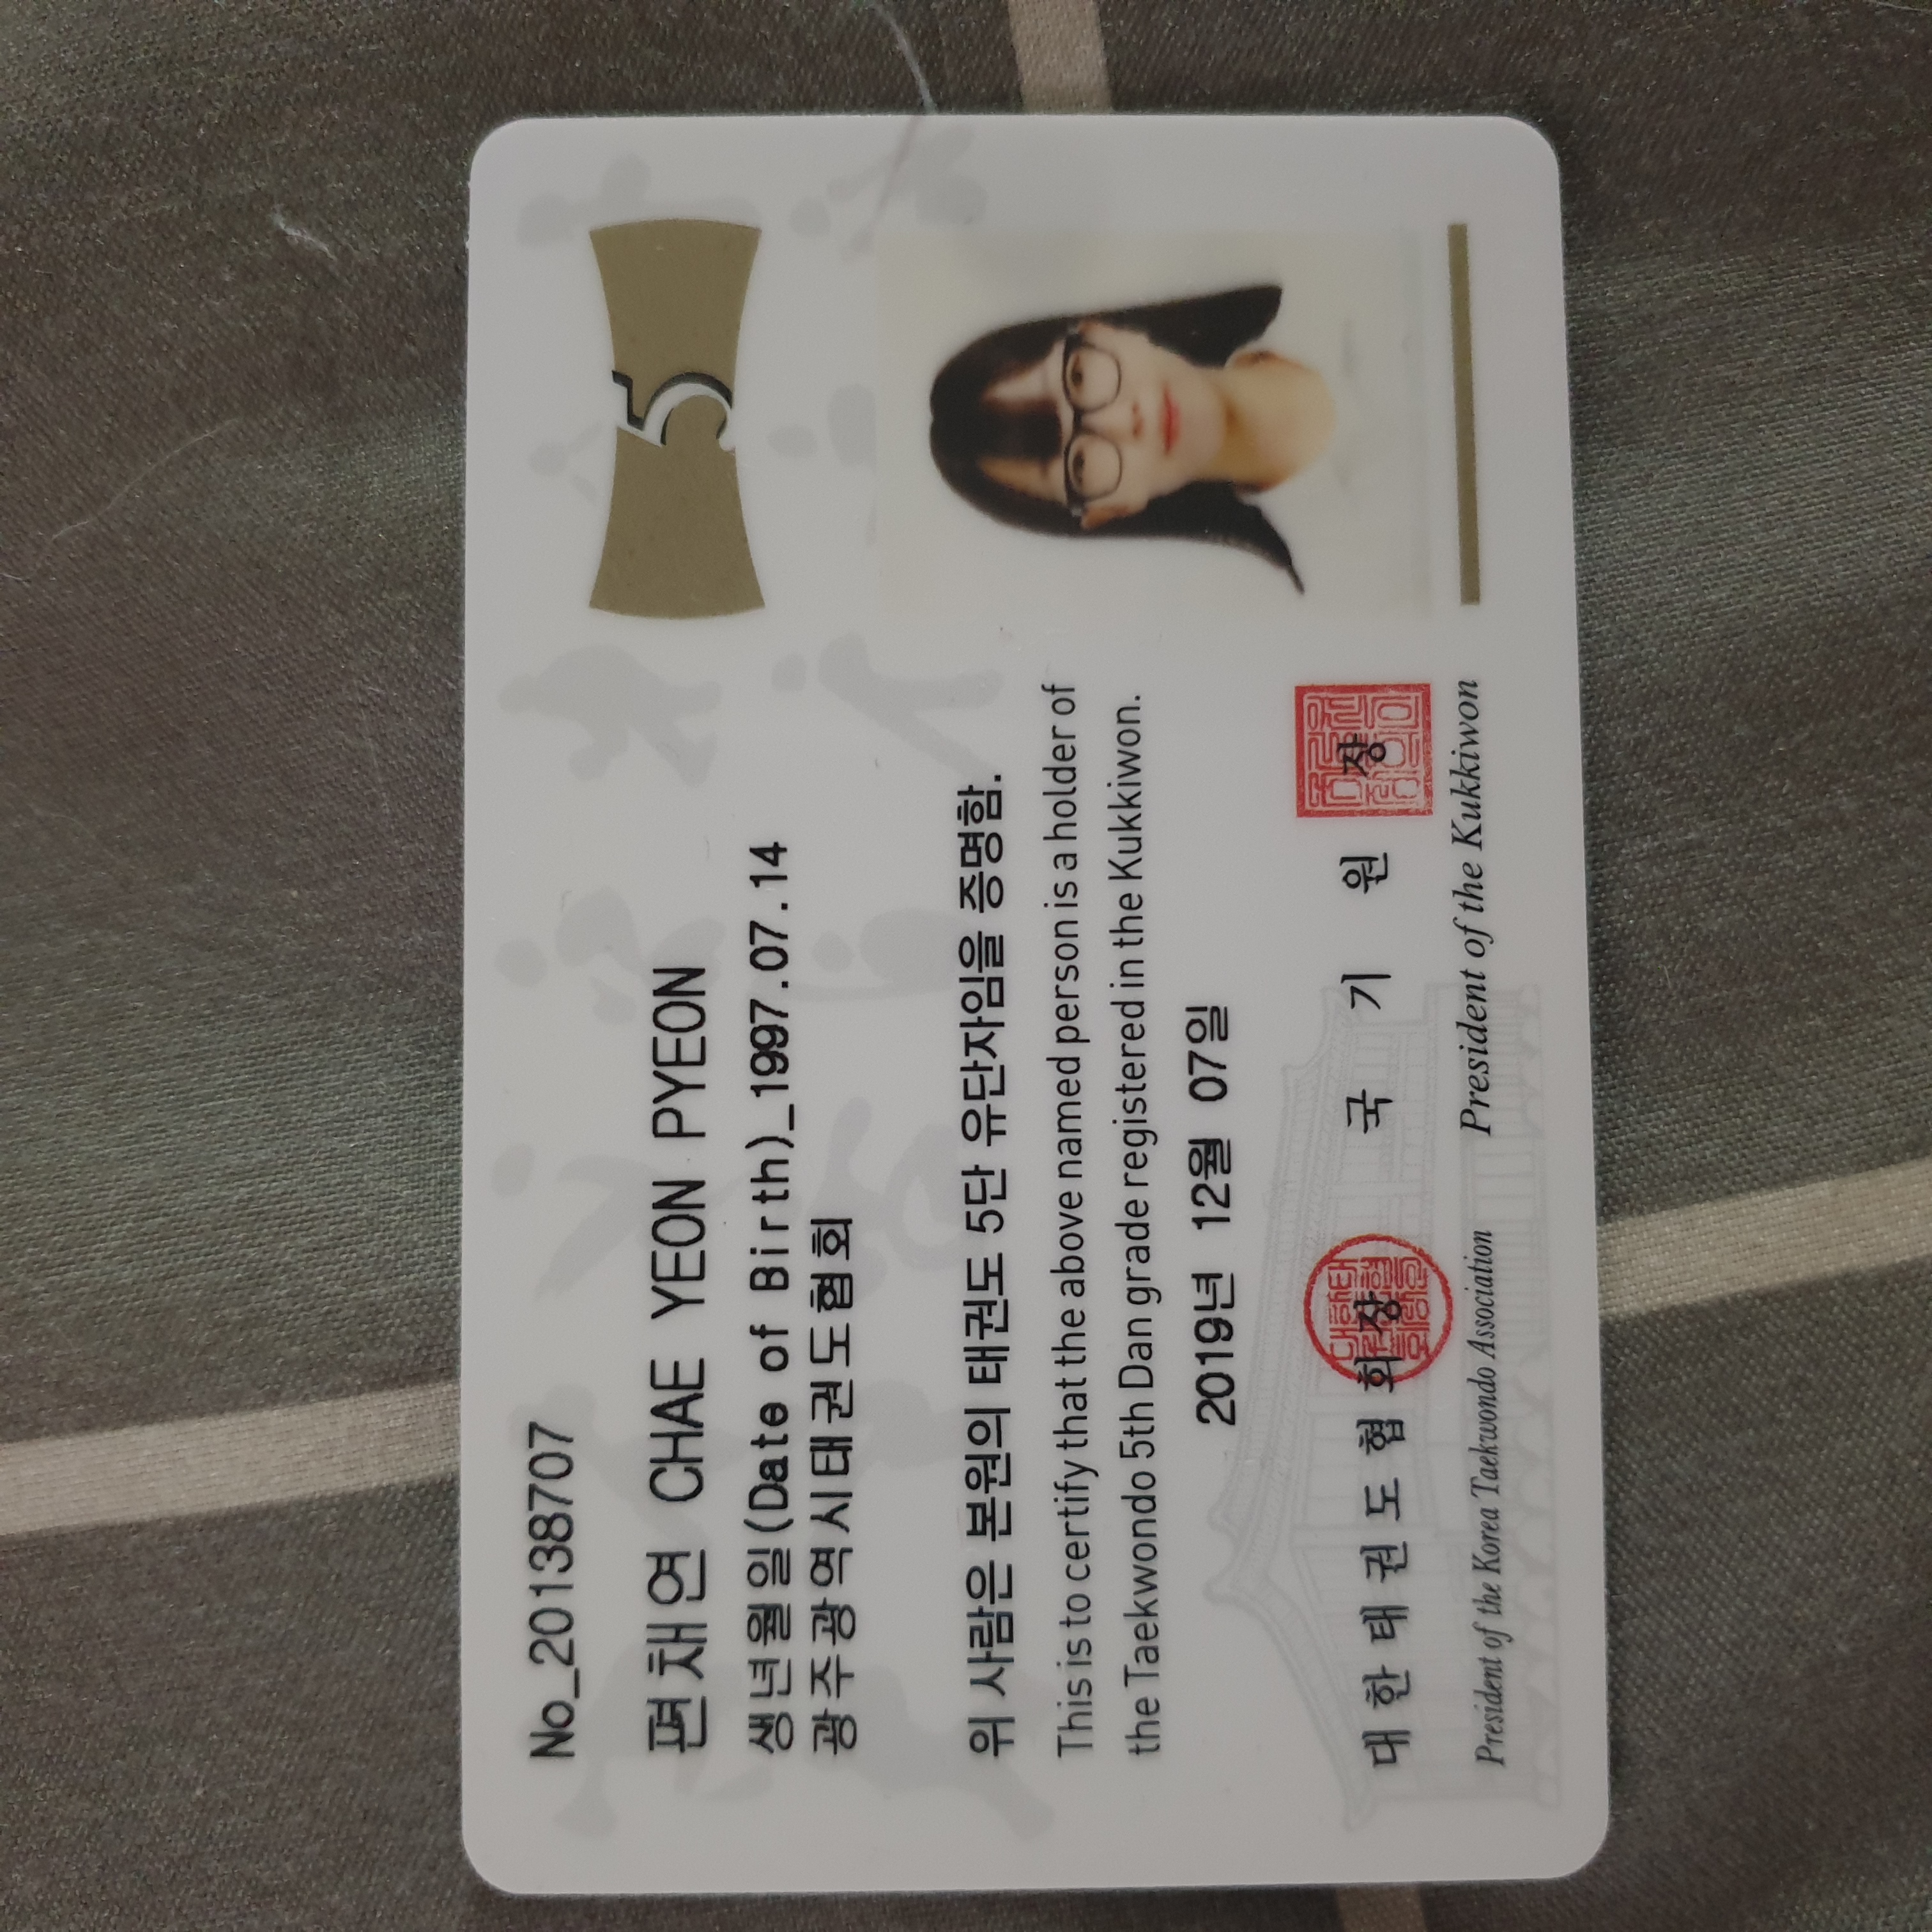 No_20138707
5
편채연 CHAE YEON PYEON
생년월일(Date of Birth)_1997.07.14
광주광역시태권도협회
위 사람은 본원의 태권도 5단 유단자임을 증명함.
This is to certify that the above named person is a holder of
the Taekwondo 5th Dan grade registered in the Kukkiwon.
2019년 12월 07일
대한태권도협회장 국기원장
President of the Korea Taekwondo Association President of the Kukkiwon